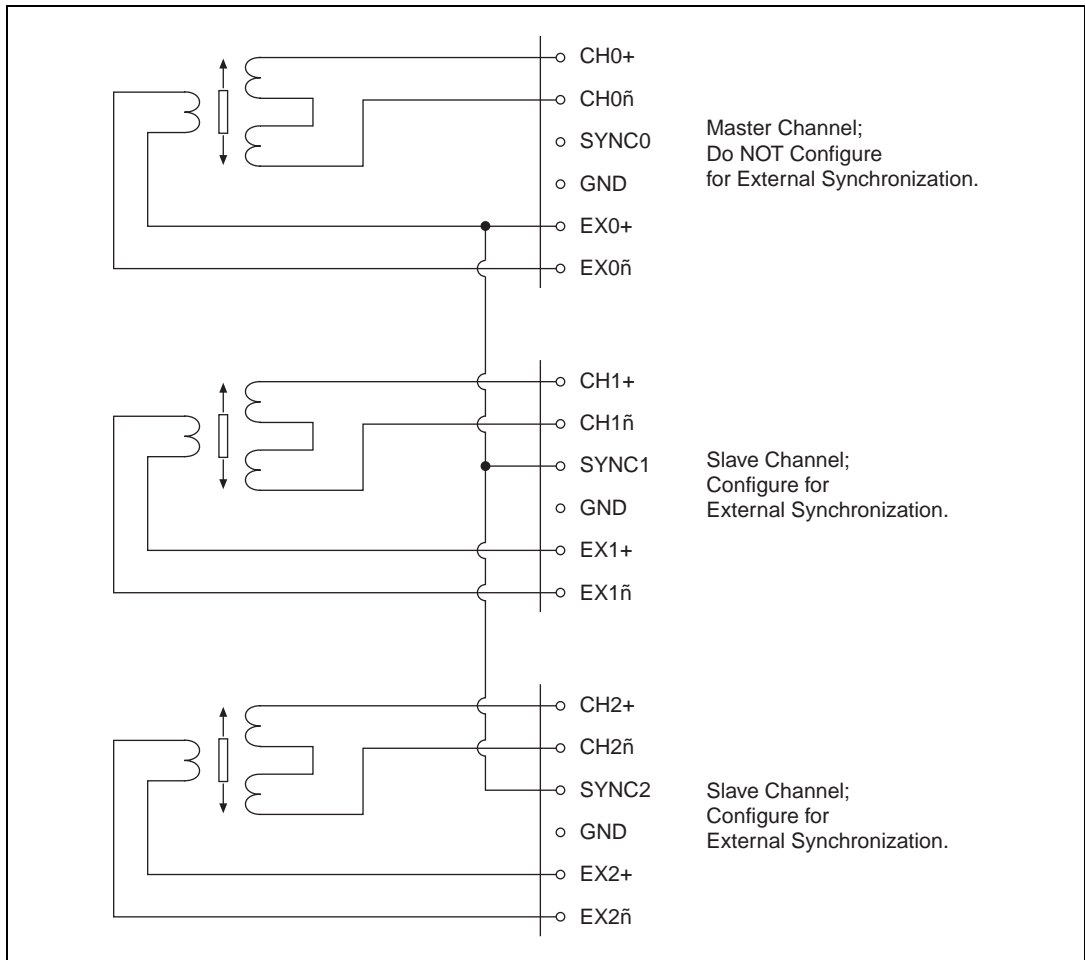 CH0+
CH0ñ
SYNC0
GND
EX0+
EX0ñ
Master Channel;
Do NOT Configure
for External Synchronization.
CH1+
CH1ñ
SYNC1
GND
EX1+
EX1ñ
Slave Channel;
Configure for
External Synchronization.
CH2+
CH2ñ
SYNC2
GND
EX2+
EX2ñ
Slave Channel;
Configure for
External Synchronization.